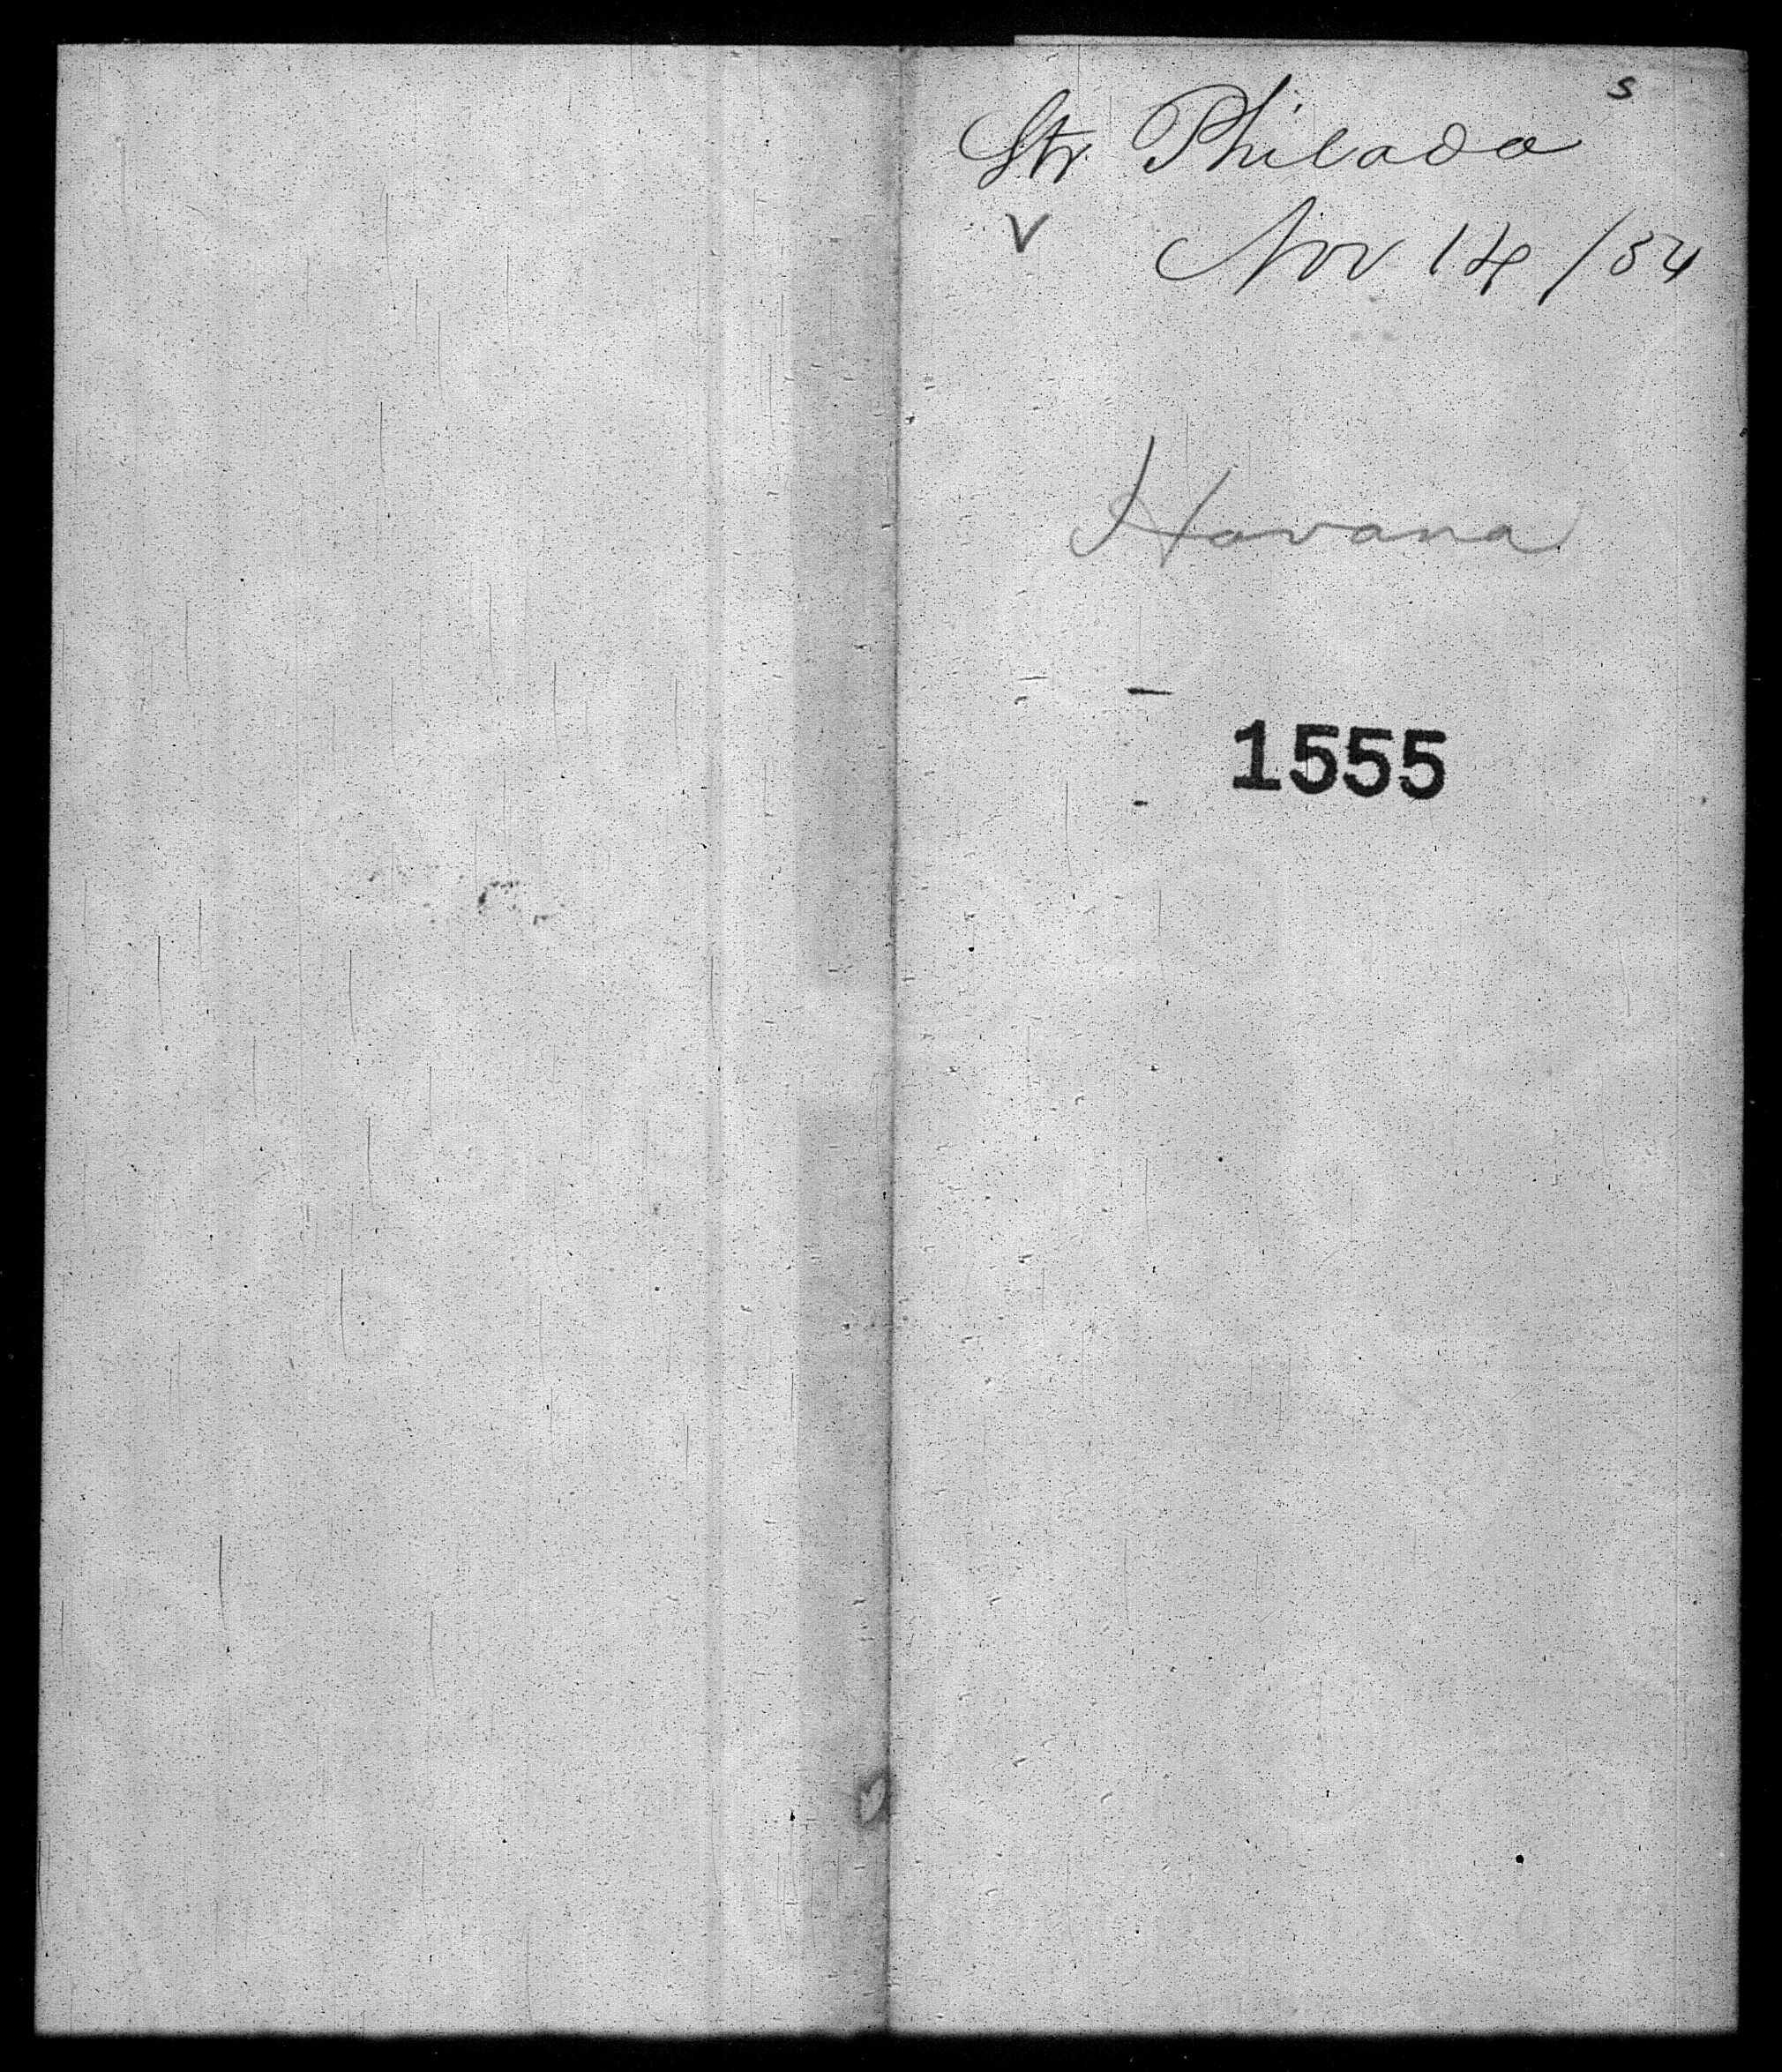 s
Str Philada
v Nov 14 / 54
Havana
1555